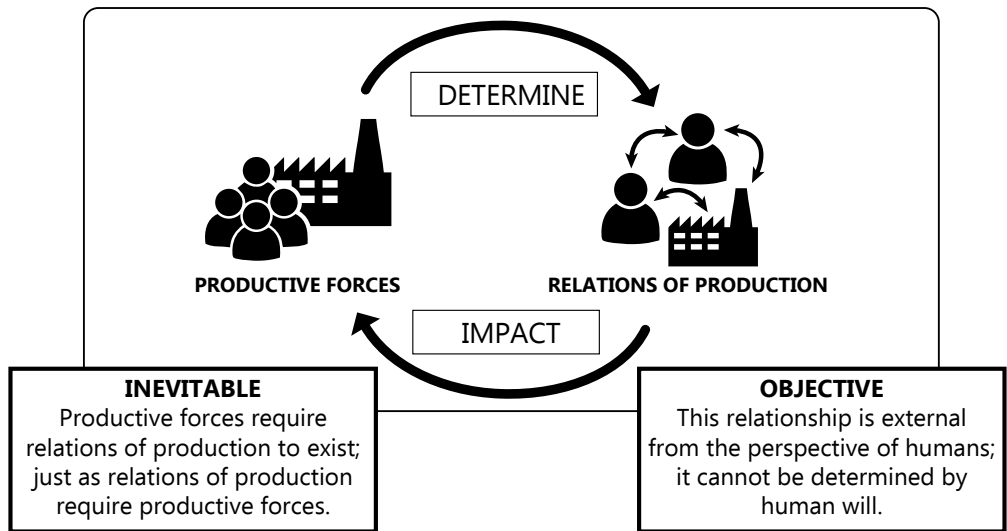 DETERMINE
PRODUCTIVE FORCES
RELATIONS OF PRODUCTION
IMPACT
INEVITABLE
Productive forces require
relations of production to exist;
just as relations of production
require productive forces.
OBJECTIVE
This relationship is external
from the perspective of humans;
it cannot be determined by
human will.